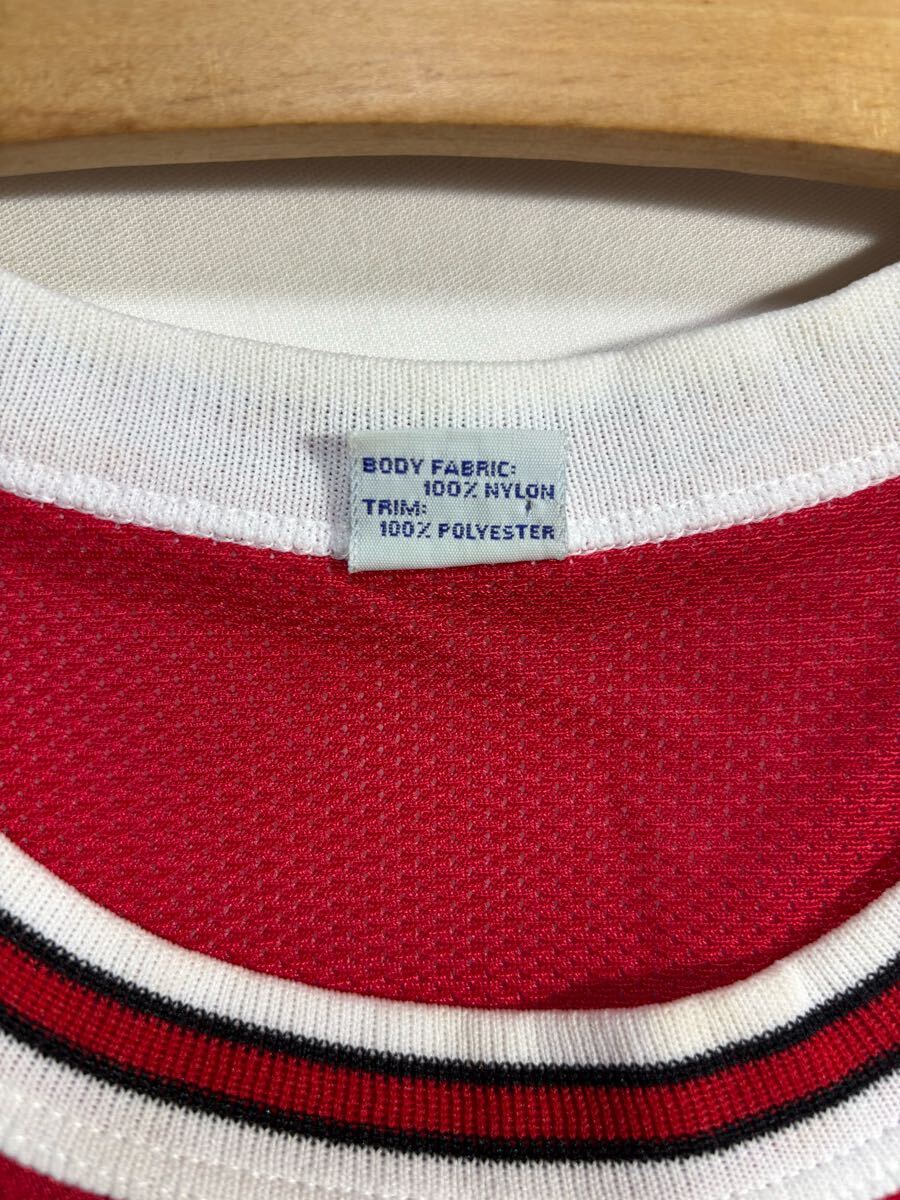 BODY FABRIC:
100% NYLON
TRIM:
100% POLYESTER